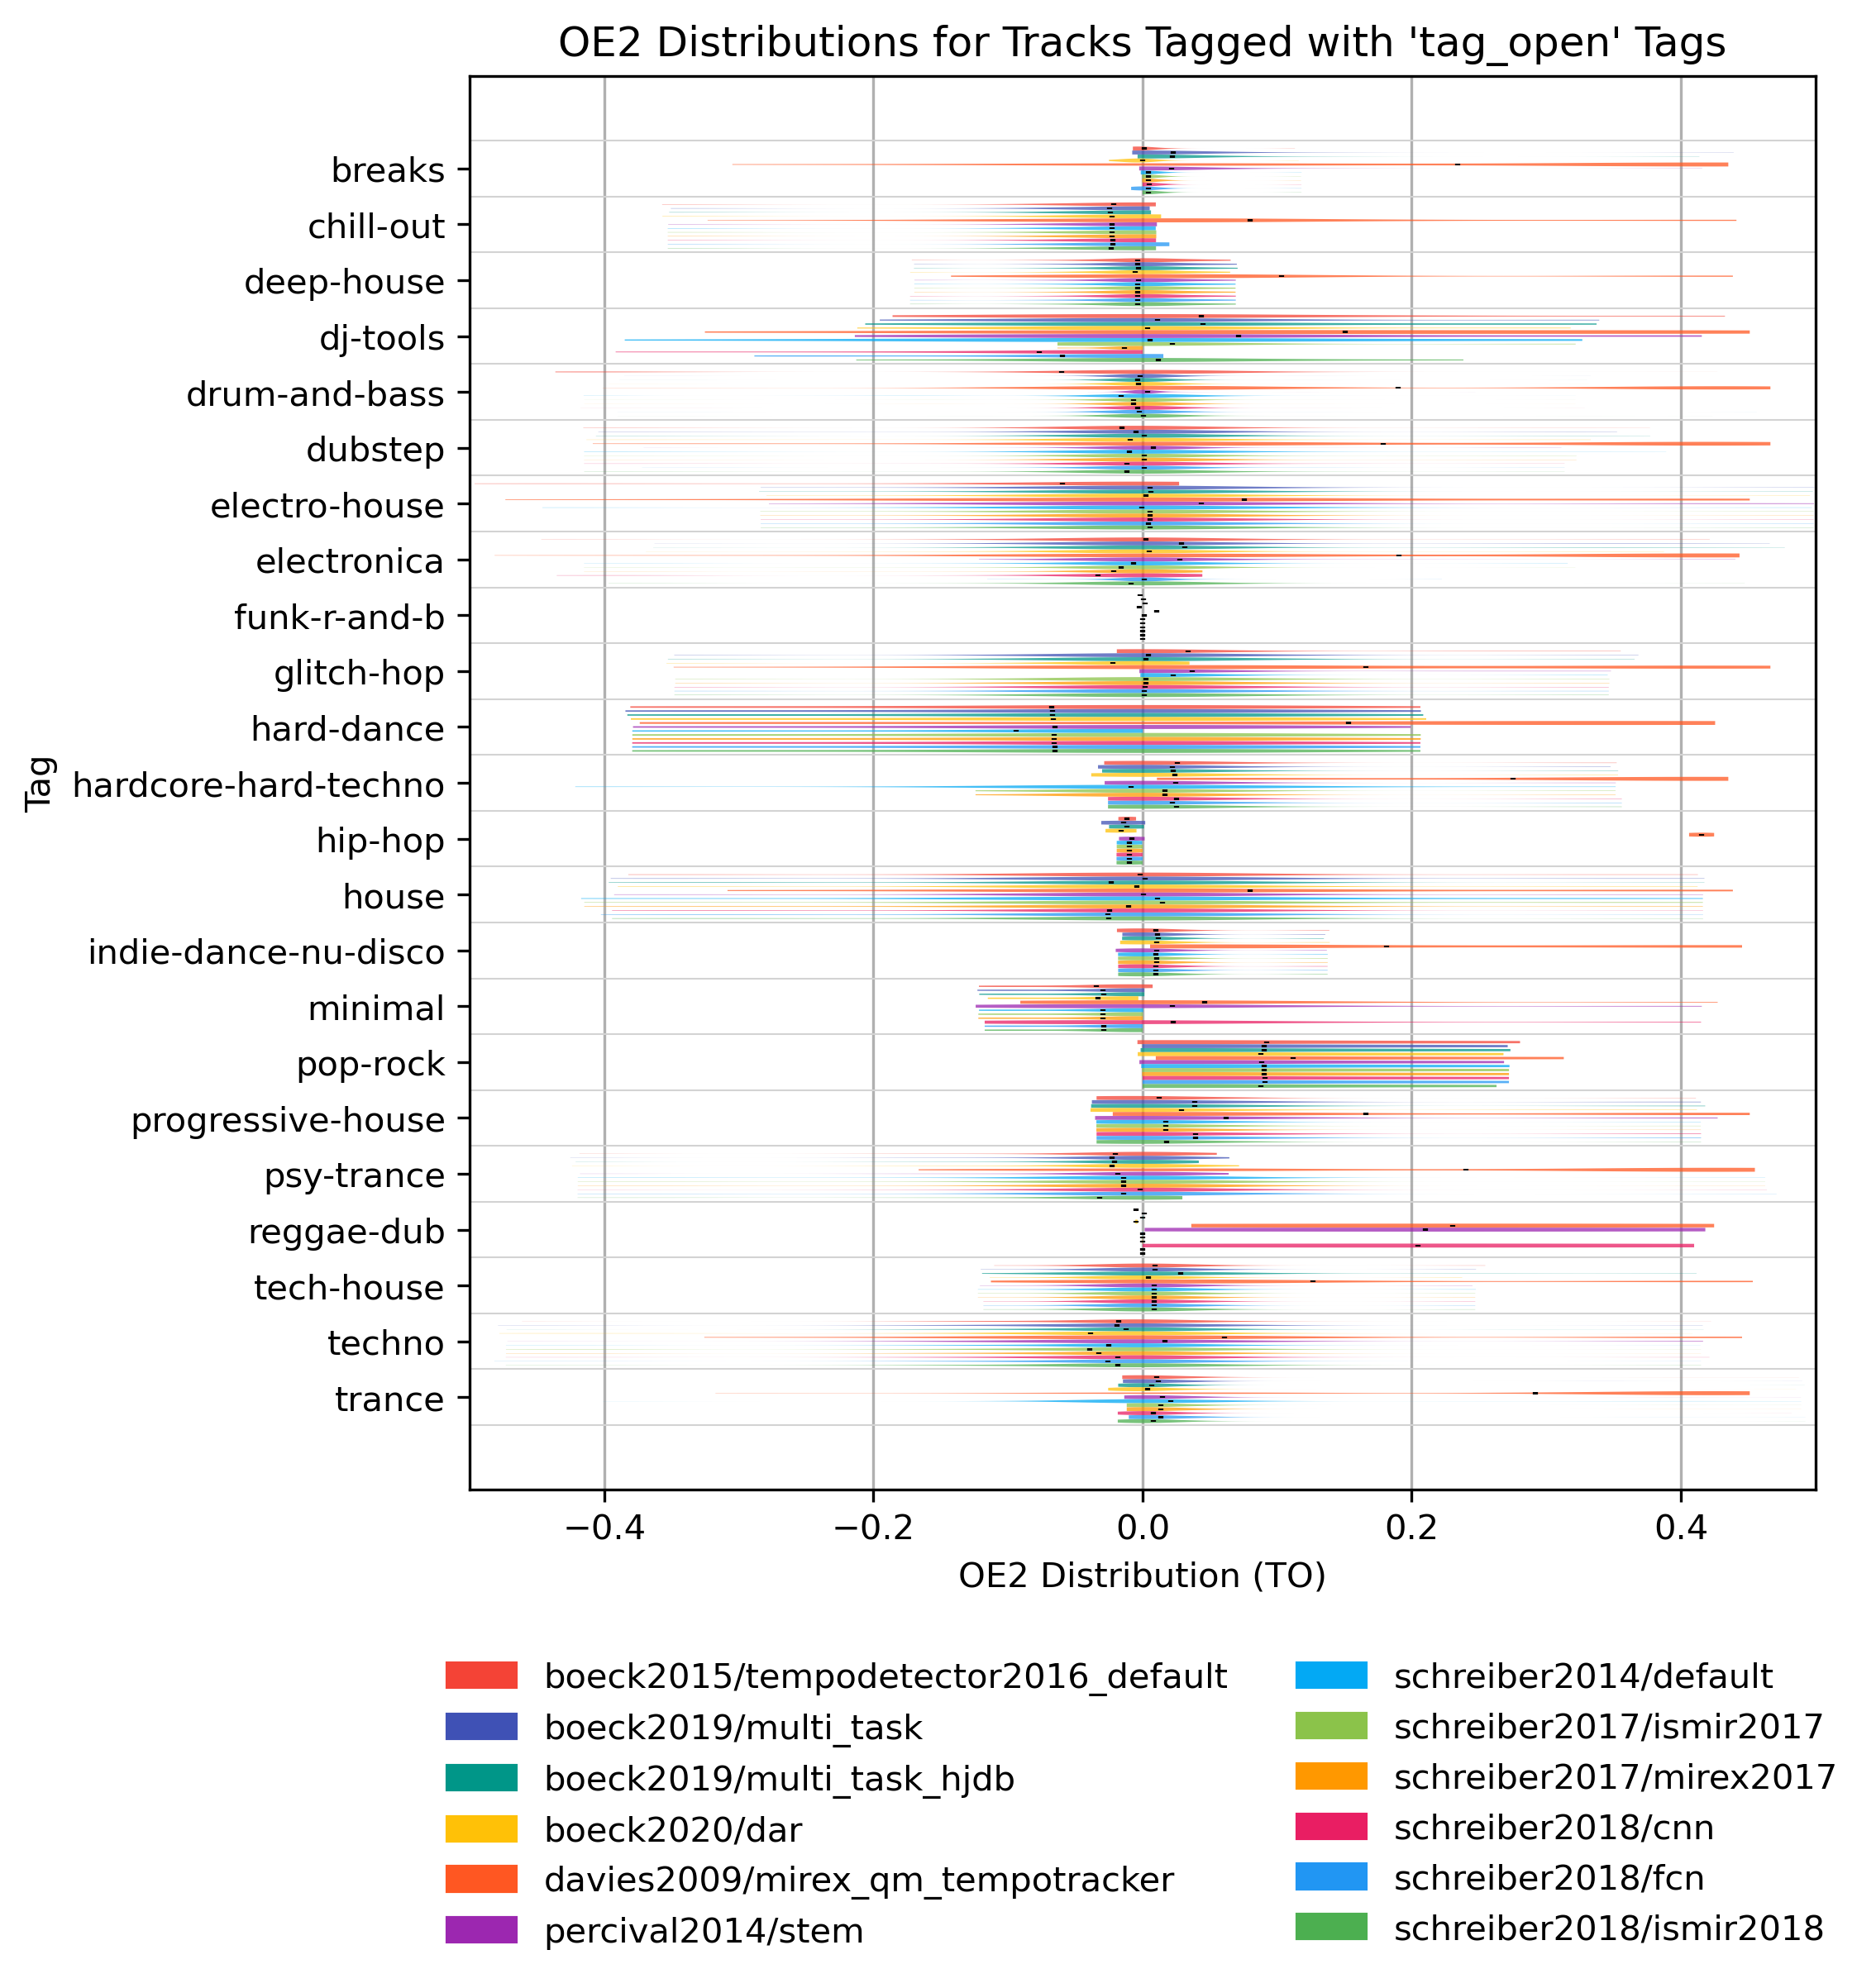 OE2 Distributions for Tracks Tagged with 'tag_open' Tags
breaks
chill-out
deep-house
dj-tools
drum-and-bass
dubstep
electro-house
electronica
funk-r-and-b
glitch-hop
hard-dance
hardcore-hard-techno
hip-hop
house
indie-dance-nu-disco
minimal
pop-rock
progressive-house
psy-trance
reggae-dub
tech-house
techno
trance
Tag
−0.4 −0.2 0.0 0.2 0.4
OE2 Distribution (TO)
boeck2015/tempodetector2016_default
boeck2019/multi_task
boeck2019/multi_task_hjdb
boeck2020/dar
davies2009/mirex_qm_tempotracker
percival2014/stem
schreiber2014/default
schreiber2017/ismir2017
schreiber2017/mirex2017
schreiber2018/cnn
schreiber2018/fcn
schreiber2018/ismir2018